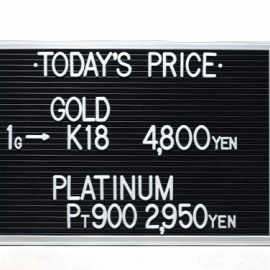 ·TODAY'S PRICE·
GOLD
1G→ K18 4,800YEN
PLATINUM
PT900 2,950YEN